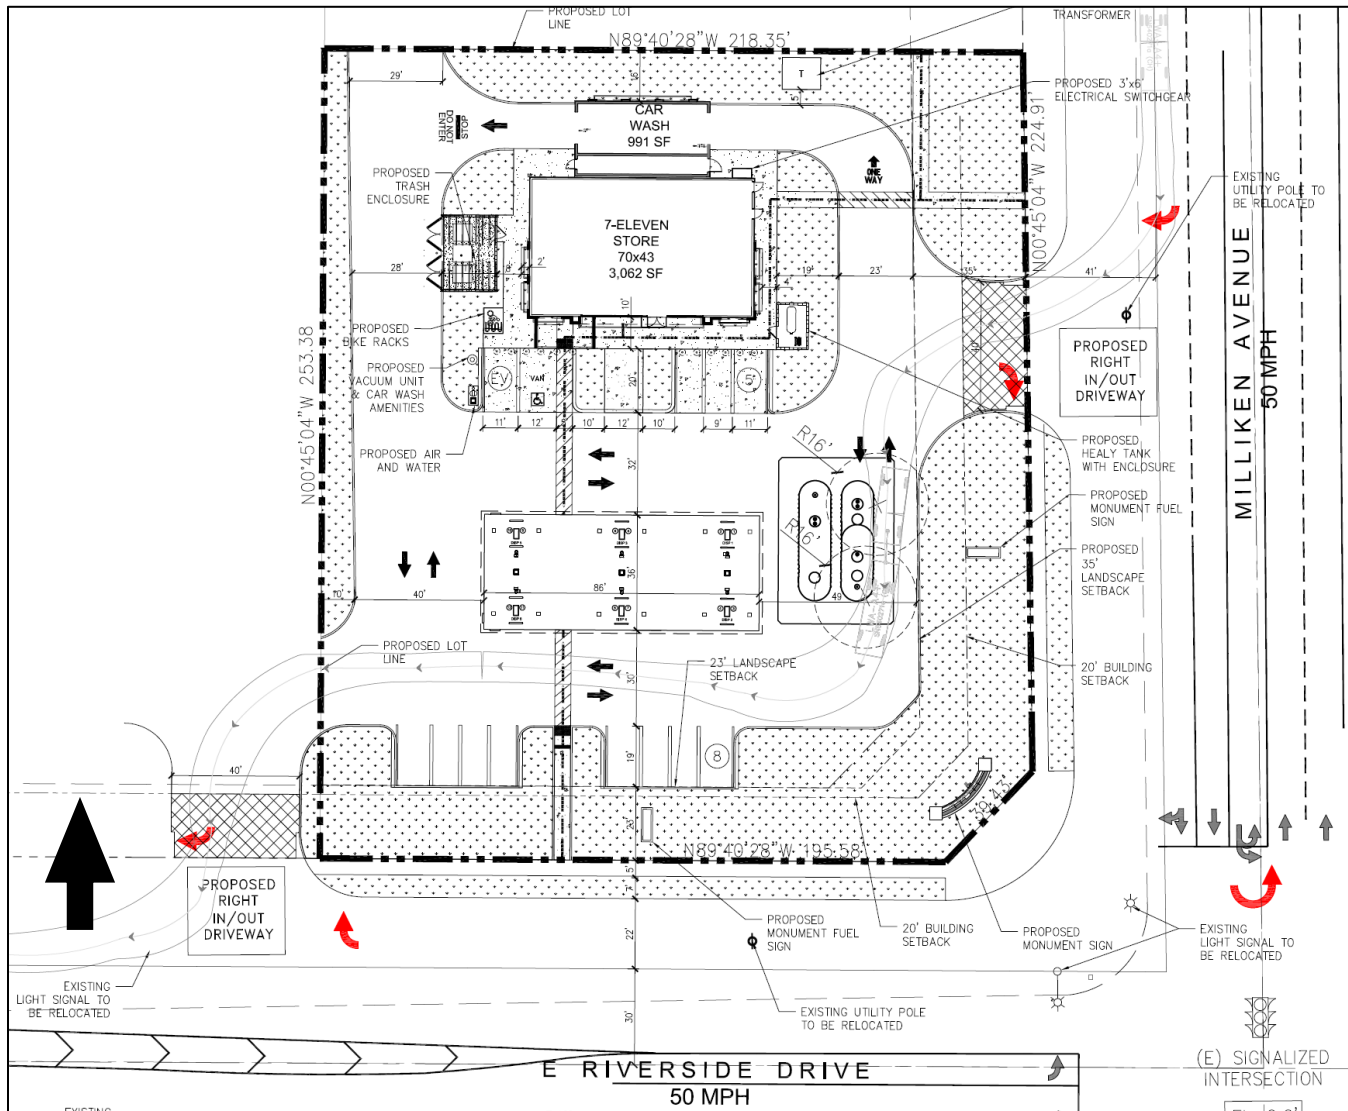 PROPOSED LOT
LINE
N89°40'28"W 218.35'
TRANSFORMER
T
PROPOSED 3'x6'
ELECTRICAL SWITCHGEAR
29'
16'
5'
DO NOT
ENTER
STOP
CAR
WASH
991 SF
ONE
WAY
N00°45'04"W 224.91
PROPOSED
TRASH
ENCLOSURE
EXISTING
UTILITY POLE TO
BE RELOCATED
7-ELEVEN
STORE
70x43
3,062 SF
28'
8'
2'
10'
19'
4'
23'
35'
41'
40'
MILLIKEN AVENUE
50 MPH
N00°45'04"W 253.38
PROPOSED
BIKE RACKS
PROPOSED
VACUUM UNIT
& CAR WASH
AMENITIES
EV
VAN
20'
5
PROPOSED
RIGHT
IN/OUT
DRIVEWAY
11'
12'
10'
12'
10'
9'
11'
PROPOSED AIR
AND WATER
32'
R16'
R16'
PROPOSED
HEALY TANK
WITH ENCLOSURE
PROPOSED
MONUMENT FUEL
SIGN
PROPOSED
35'
LANDSCAPE
SETBACK
36'
86'
10'
40'
49'
PROPOSED LOT
LINE
23' LANDSCAPE
SETBACK
30'
20' BUILDING
SETBACK
19'
8
40'
39.43'
23'
N89°40'28"W 195.58'
5'
7'
PROPOSED
RIGHT
IN/OUT
DRIVEWAY
22'
PROPOSED
MONUMENT FUEL
SIGN
20' BUILDING
SETBACK
PROPOSED
MONUMENT SIGN
EXISTING
LIGHT SIGNAL TO
BE RELOCATED
EXISTING
LIGHT SIGNAL TO
BE RELOCATED
EXISTING UTILITY POLE
TO BE RELOCATED
30'
E RIVERSIDE DRIVE
50 MPH
(E) SIGNALIZED
INTERSECTION
EXISTING